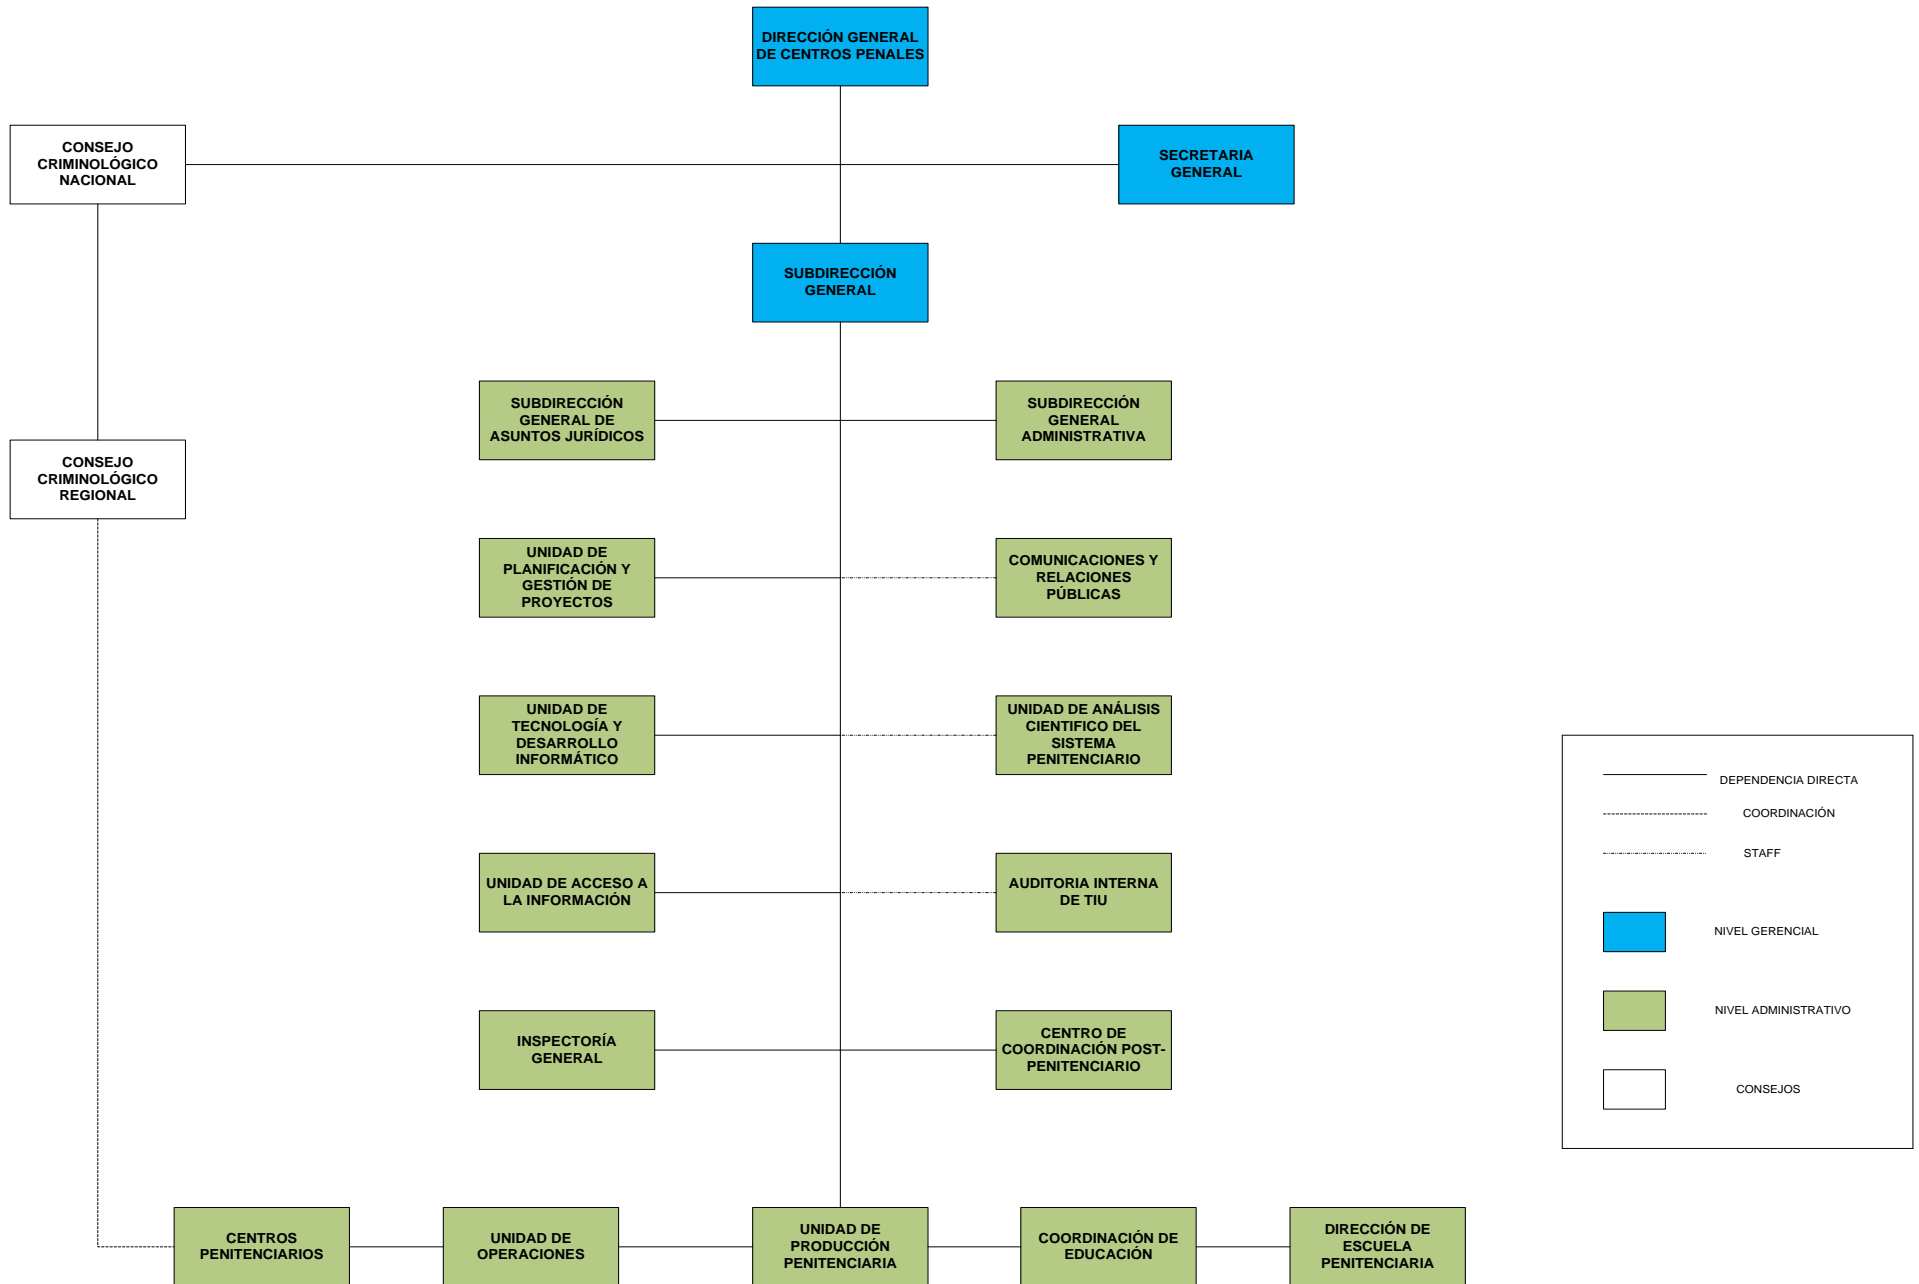 DIRECCIÓN GENERAL
DE CENTROS PENALES
CONSEJO
CRIMINOLÓGICO
NACIONAL
SECRETARIA
GENERAL
SUBDIRECCIÓN
GENERAL
SUBDIRECCIÓN
GENERAL DE
ASUNTOS JURÍDICOS
SUBDIRECCIÓN
GENERAL
ADMINISTRATIVA
CONSEJO
CRIMINOLÓGICO
REGIONAL
UNIDAD DE
PLANIFICACIÓN Y
GESTIÓN DE
PROYECTOS
COMUNICACIONES Y
RELACIONES
PÚBLICAS
UNIDAD DE
TECNOLOGÍA Y
DESARROLLO
INFORMÁTICO
UNIDAD DE ANÁLISIS
CIENTIFICO DEL
SISTEMA
PENITENCIARIO
UNIDAD DE ACCESO A
LA INFORMACIÓN
AUDITORIA INTERNA
DE TIU
INSPECTORÍA
GENERAL
CENTRO DE
COORDINACIÓN POST-
PENITENCIARIO
CENTROS
PENITENCIARIOS
UNIDAD DE
OPERACIONES
UNIDAD DE
PRODUCCIÓN
PENITENCIARIA
COORDINACIÓN DE
EDUCACIÓN
DIRECCIÓN DE
ESCUELA
PENITENCIARIA
DEPENDENCIA DIRECTA
COORDINACIÓN
STAFF
NIVEL GERENCIAL
NIVEL ADMINISTRATIVO
CONSEJOS